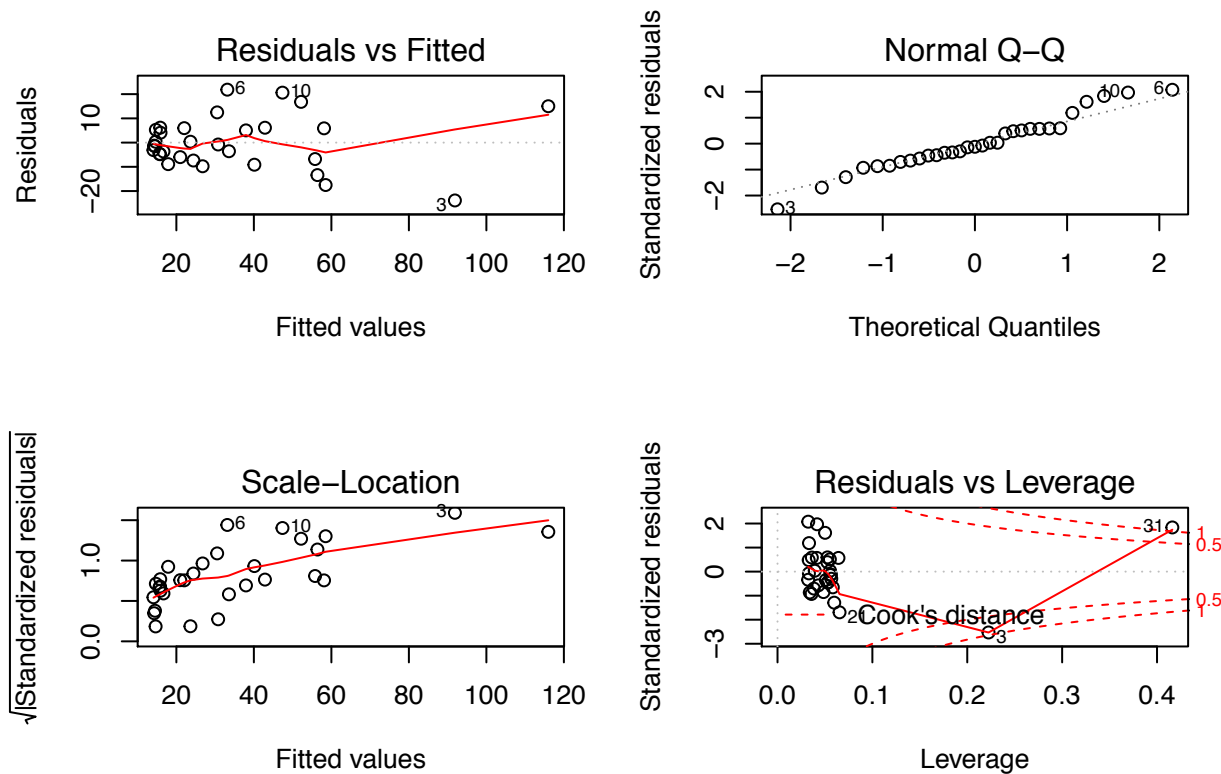 Residuals vs Fitted
Residuals
10
−20
6
10
3
20 40 60 80 100 120
Fitted values
Normal Q−Q
Standardized residuals
2
0
−2
10
6
3
−2 −1 0 1 2
Theoretical Quantiles
Scale−Location
√|Standardized residuals|
1.0
0.0
6
10
3
20 40 60 80 100 120
Fitted values
Residuals vs Leverage
Standardized residuals
2
0
−3
31
1
0.5
0.5
1
21
Cook's distance
3
0.0 0.1 0.2 0.3 0.4
Leverage